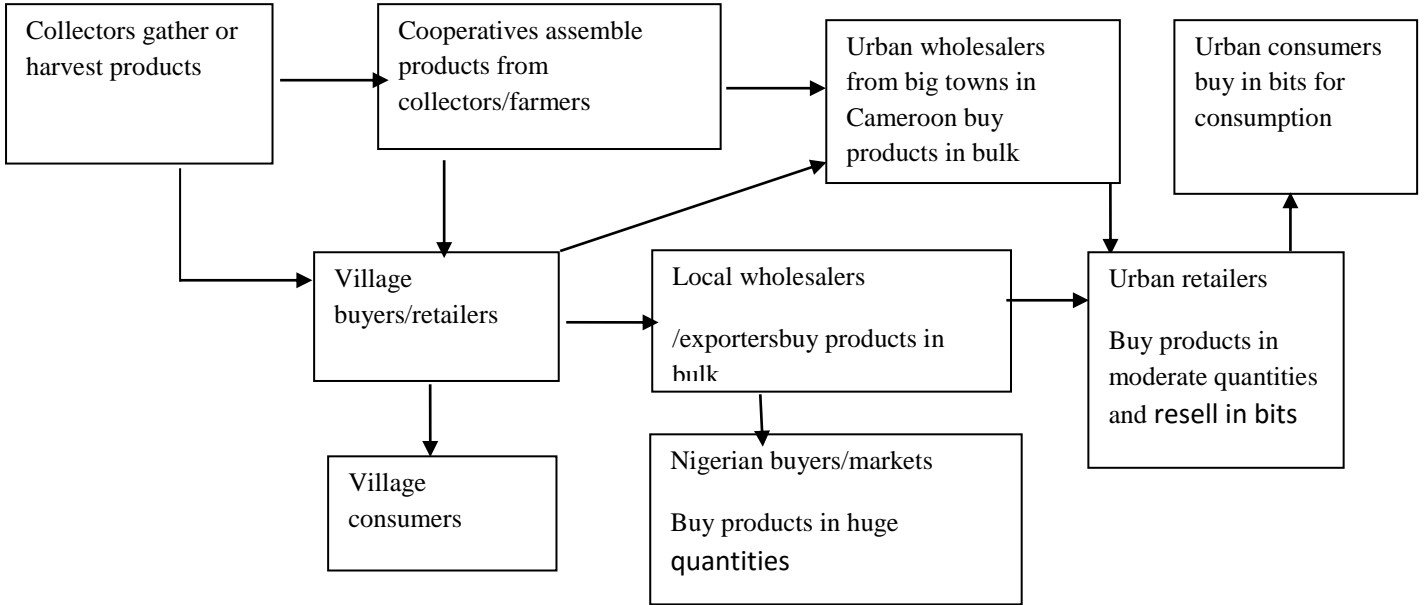 Collectors gather or
harvest products
Cooperatives assemble
products from
collectors/farmers
Urban wholesalers
from big towns in
Cameroon buy
products in bulk
Urban consumers
buy in bits for
consumption
Village
buyers/retailers
Local wholesalers
/exportersbuy products in
bulk
Urban retailers
Buy products in
moderate quantities
and resell in bits
Village
consumers
Nigerian buyers/markets
Buy products in huge
quantities